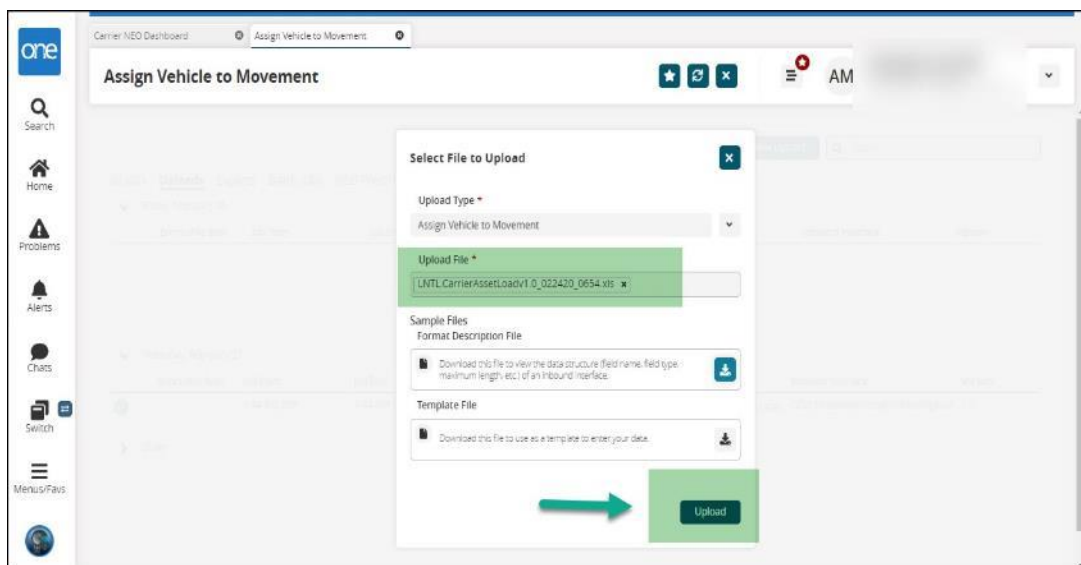 one
Carrier NEO Dashboard
Assign Vehicle to Movement
Assign Vehicle to Movement
AM
Search
Home
Problems
Alerts
Chats
Switch
Menus/Favs
Select File to Upload
Upload Type *
Assign Vehicle to Movement
Upload File *
LNTL.CarrierAssetLoadv1.0_022420_0654.xls x
Sample Files
Format Description File
Download this file to view the data structure (field name, field type,
maximum length, etc.) of an inbound interface.
Template File
Download this file to use as a template to enter your data.
Upload